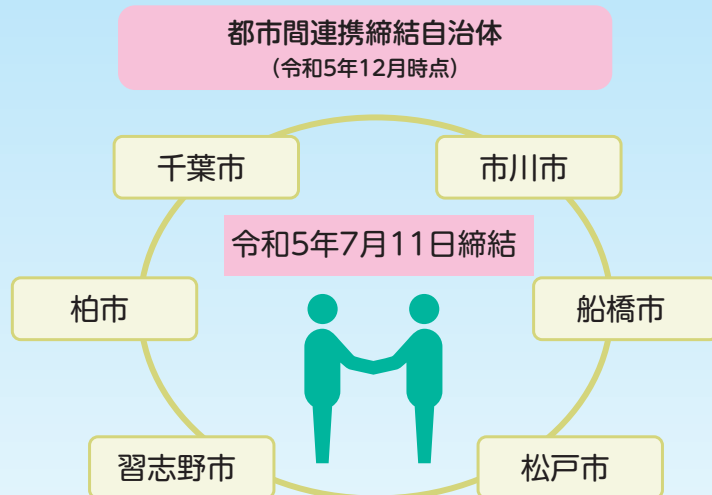 都市間連携締結自治体
（令和5年12月時点）
千葉市
市川市
令和5年7月11日締結
柏市
船橋市
習志野市
松戸市